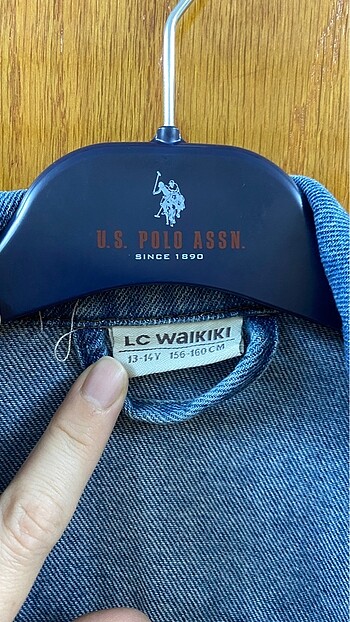 U.S. POLO ASSN.
SINCE 1890
LC WAIKIKI
13-14Y 156-160 CM